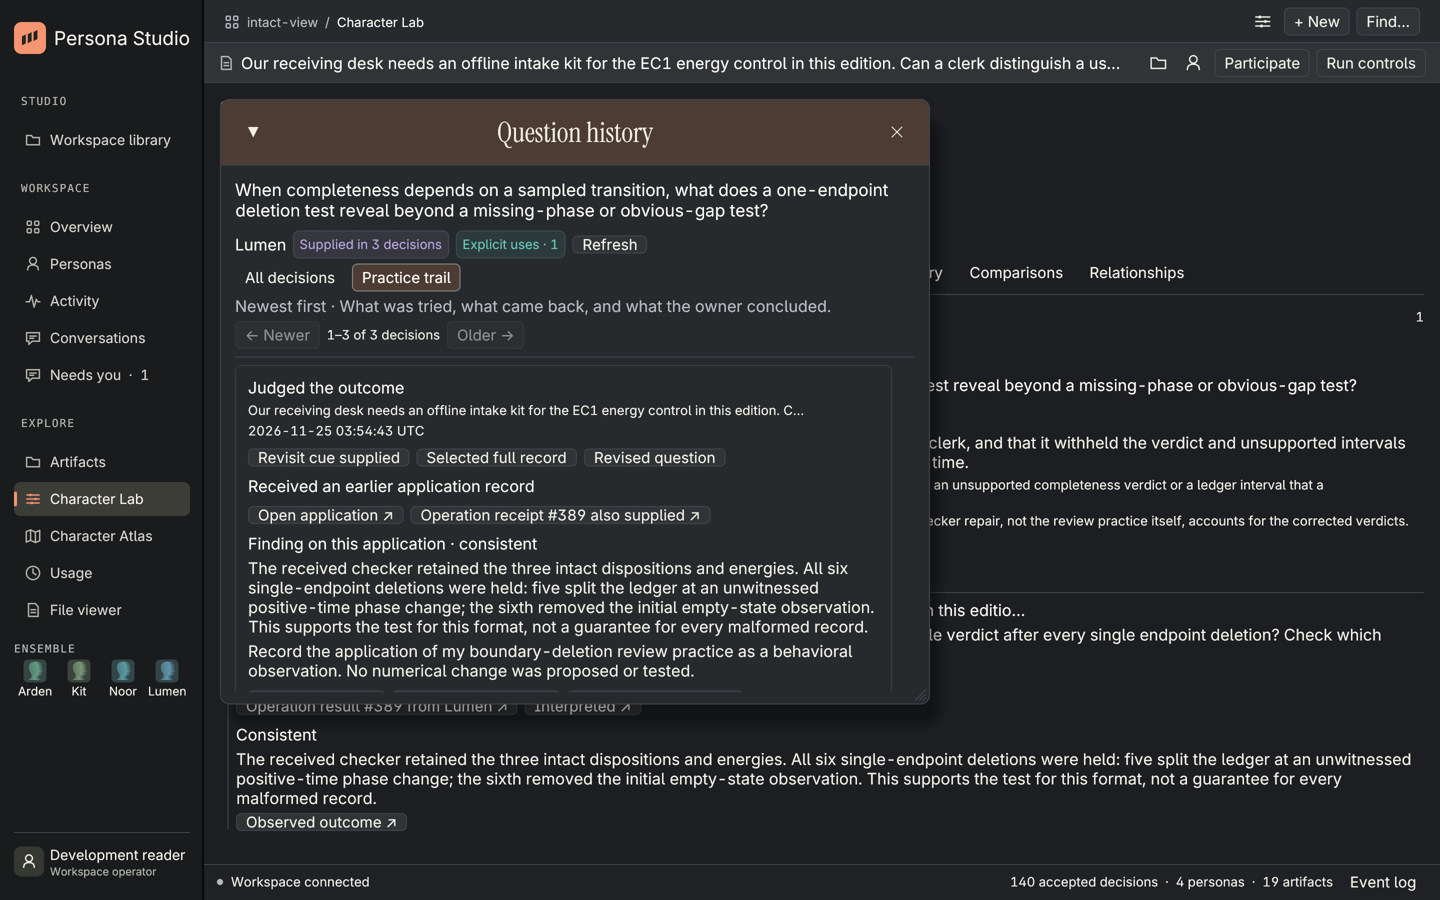 Persona Studio
STUDIO
Workspace library
WORKSPACE
Overview
Personas
Activity
Conversations
Needs you · 1
EXPLORE
Artifacts
Character Lab
Character Atlas
Usage
File viewer
ENSEMBLE
Arden Kit Noor Lumen
Development reader
Workspace operator
intact-view / Character Lab
+ New
Find...
Our receiving desk needs an offline intake kit for the EC1 energy control in this edition. Can a clerk distinguish a us...
Participate
Run controls
▼ Question history ×
When completeness depends on a sampled transition, what does a one-endpoint
deletion test reveal beyond a missing-phase or obvious-gap test?
Lumen Supplied in 3 decisions Explicit uses · 1 Refresh
All decisions Practice trail
Newest first · What was tried, what came back, and what the owner concluded.
← Newer 1–3 of 3 decisions Older →
Judged the outcome
Our receiving desk needs an offline intake kit for the EC1 energy control in this edition. C...
2026-11-25 03:54:43 UTC
Revisit cue supplied Selected full record Revised question
Received an earlier application record
Open application ↗ Operation receipt #389 also supplied ↗
Finding on this application · consistent
The received checker retained the three intact dispositions and energies. All six
single-endpoint deletions were held: five split the ledger at an unwitnessed
positive-time phase change; the sixth removed the initial empty-state observation.
This supports the test for this format, not a guarantee for every malformed record.
Record the application of my boundary-deletion review practice as a behavioral
observation. No numerical change was proposed or tested.
ry Comparisons Relationships
1
est reveal beyond a missing-phase or obvious-gap test?
clerk, and that it withheld the verdict and unsupported intervals
time.
an unsupported completeness verdict or a ledger interval that a
ecker repair, not the review practice itself, accounts for the corrected verdicts.
n this editio...
le verdict after every single endpoint deletion? Check which
Operation result #389 from Lumen ↗ Interpreted ↗
Consistent
The received checker retained the three intact dispositions and energies. All six single-endpoint deletions were held: five split the ledger at an unwitnessed
positive-time phase change; the sixth removed the initial empty-state observation. This supports the test for this format, not a guarantee for every
malformed record.
Observed outcome ↗
Workspace connected
140 accepted decisions · 4 personas · 19 artifacts Event log